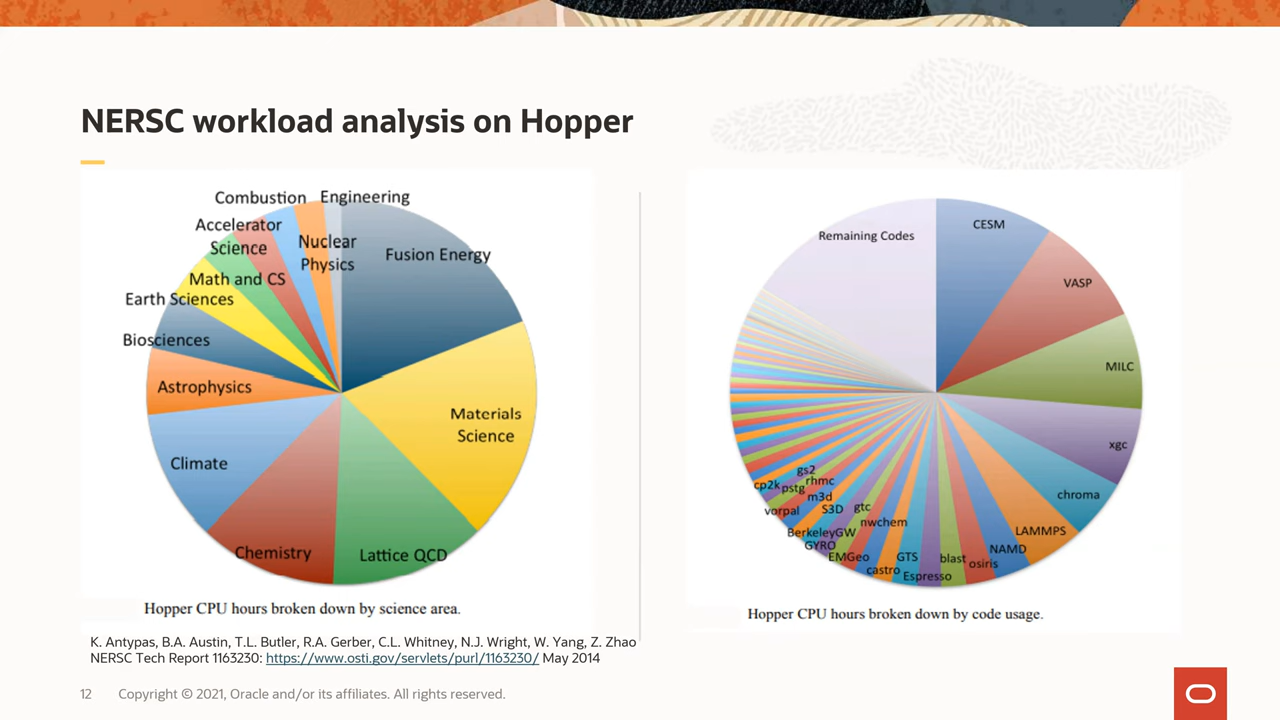 NERSC workload analysis on Hopper
Combustion
Engineering
Accelerator
Science
Nuclear
Physics
Fusion Energy
Math and CS
Earth Sciences
Biosciences
Astrophysics
Materials
Science
Climate
Chemistry
Lattice QCD
Hopper CPU hours broken down by science area.
Remaining Codes
CESM
VASP
MILC
xgc
chroma
LAMMPS
NAMD
osiris
blast
Espresso
GTS
castro
EMGeo
GYRO
BerkeleyGW
nwchem
gtc
S3D
vorpal
m3d
pstg
rhmc
cp2k
gs2
Hopper CPU hours broken down by code usage.
K. Antypas, B.A. Austin, T.L. Butler, R.A. Gerber, C.L. Whitney, N.J. Wright, W. Yang, Z. Zhao
NERSC Tech Report 1163230: https://www.osti.gov/servlets/purl/1163230/ May 2014
12 Copyright © 2021, Oracle and/or its affiliates. All rights reserved.